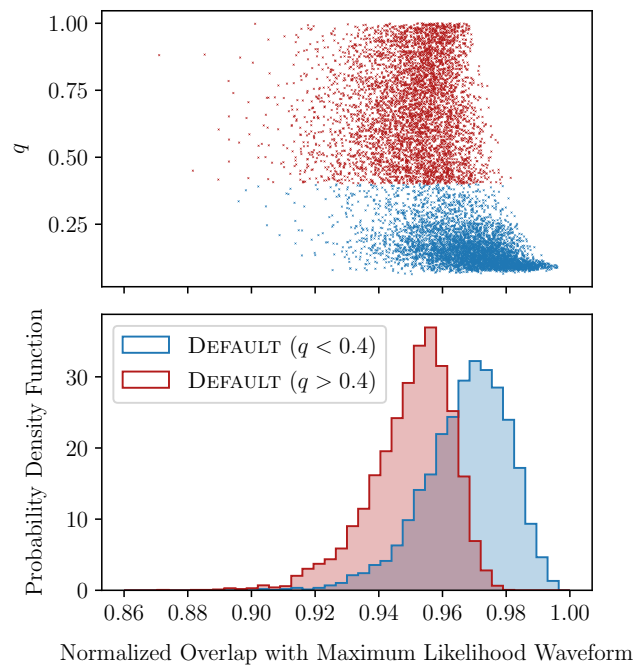 1.00
0.75
0.50
0.25
q
30
20
10
0
Probability Density Function
DEFAULT (q < 0.4)
DEFAULT (q > 0.4)
0.86 0.88 0.90 0.92 0.94 0.96 0.98 1.00
Normalized Overlap with Maximum Likelihood Waveform